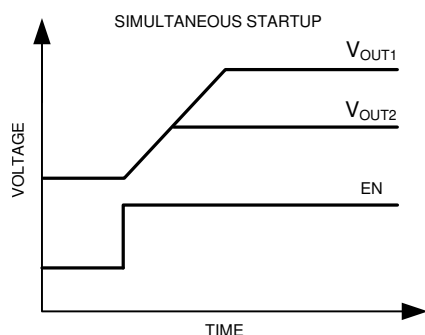 SIMULTANEOUS STARTUP
VOUT1
VOUT2
EN
VOLTAGE
TIME